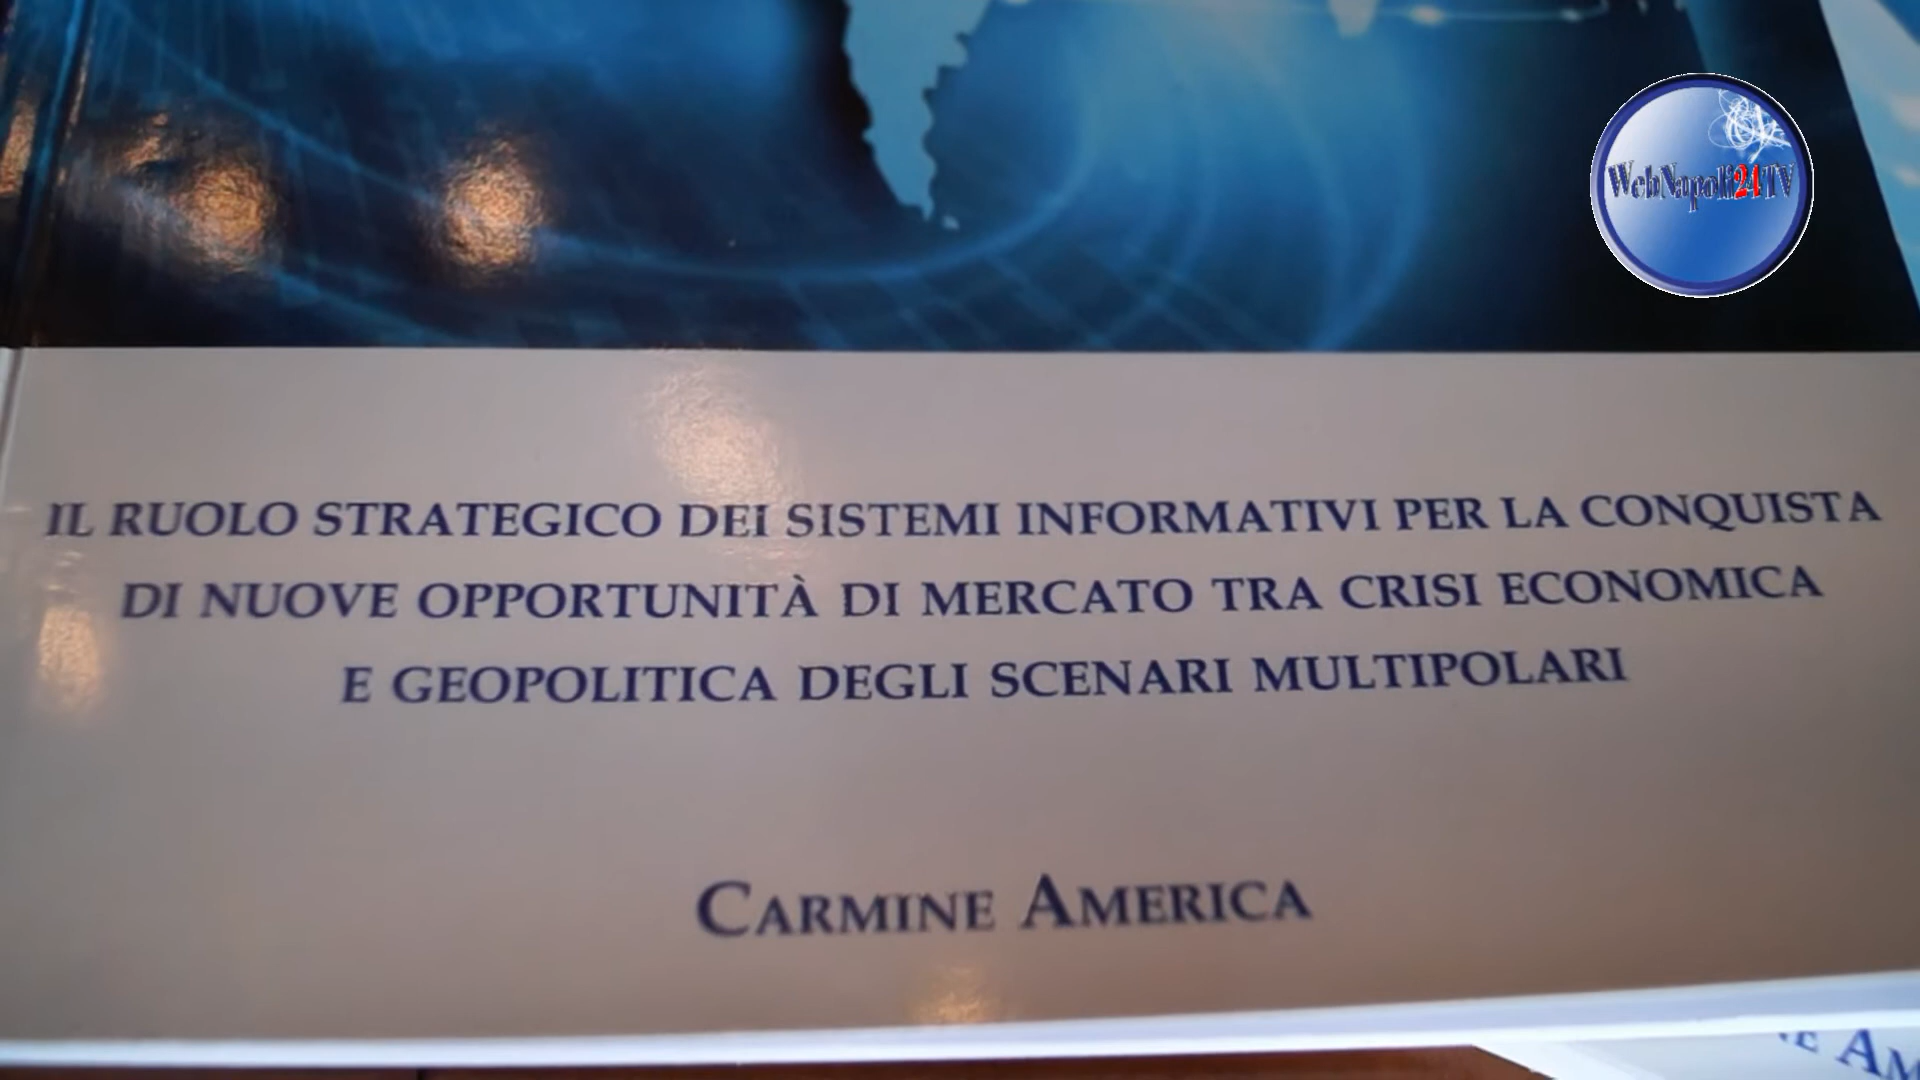 WebNapoli24TV
IL RUOLO STRATEGICO DEI SISTEMI INFORMATIVI PER LA CONQUISTA
DI NUOVE OPPORTUNITÀ DI MERCATO TRA CRISI ECONOMICA
E GEOPOLITICA DEGLI SCENARI MULTIPOLARI
CARMINE AMERICA